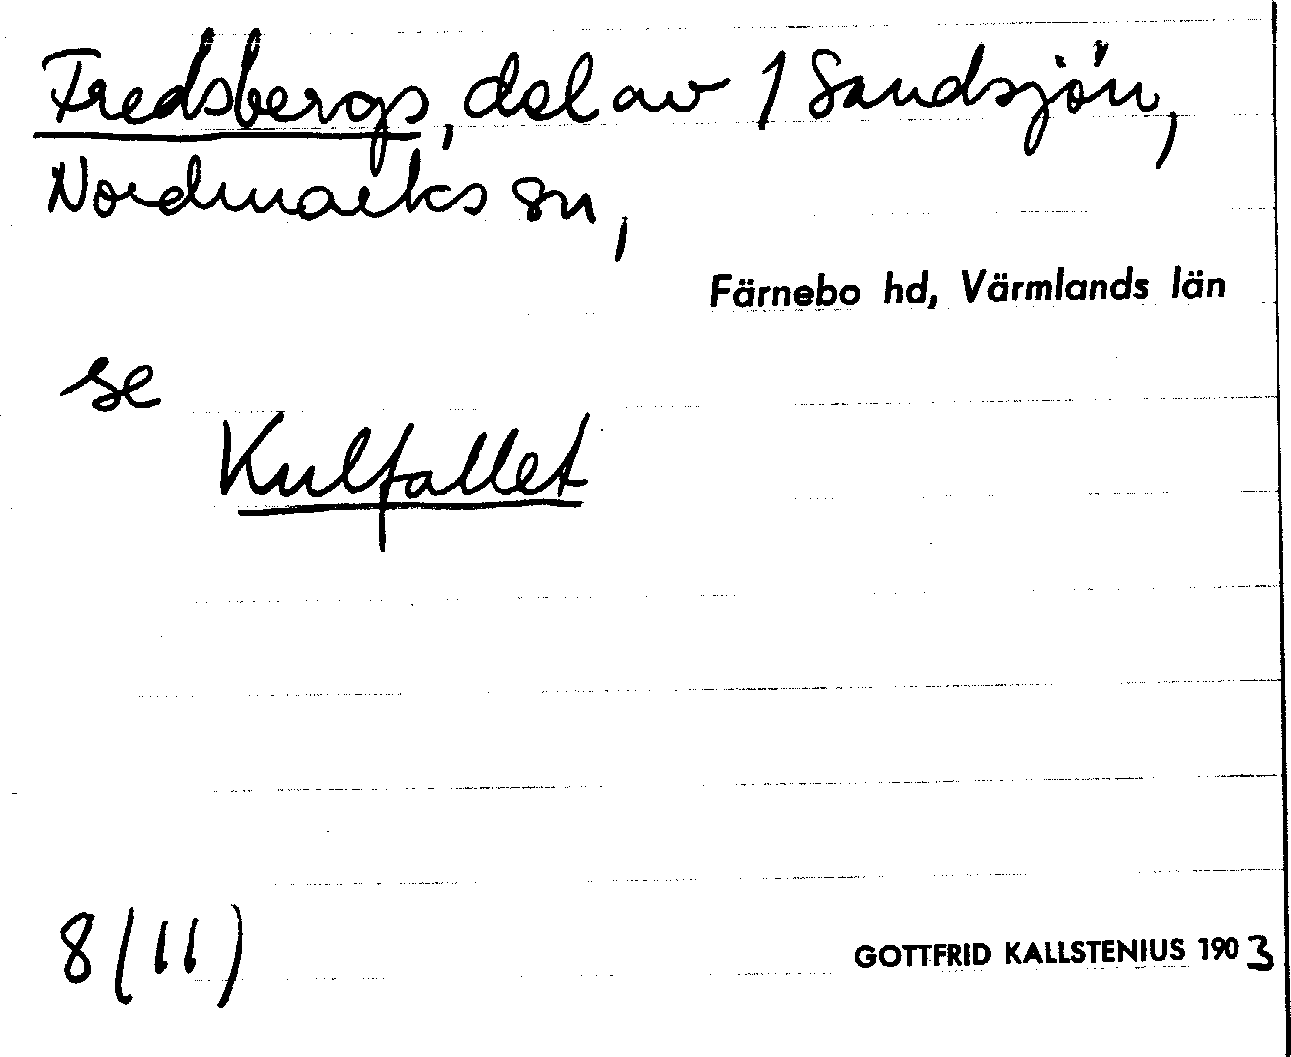 Fredsbergs, del av 1 Sandsjön,
Nordmarks sn,
Färnebo hd, Värmlands län
se
Kulfallet
8 (11)
GOTTFRID KALLSTENIUS 1903